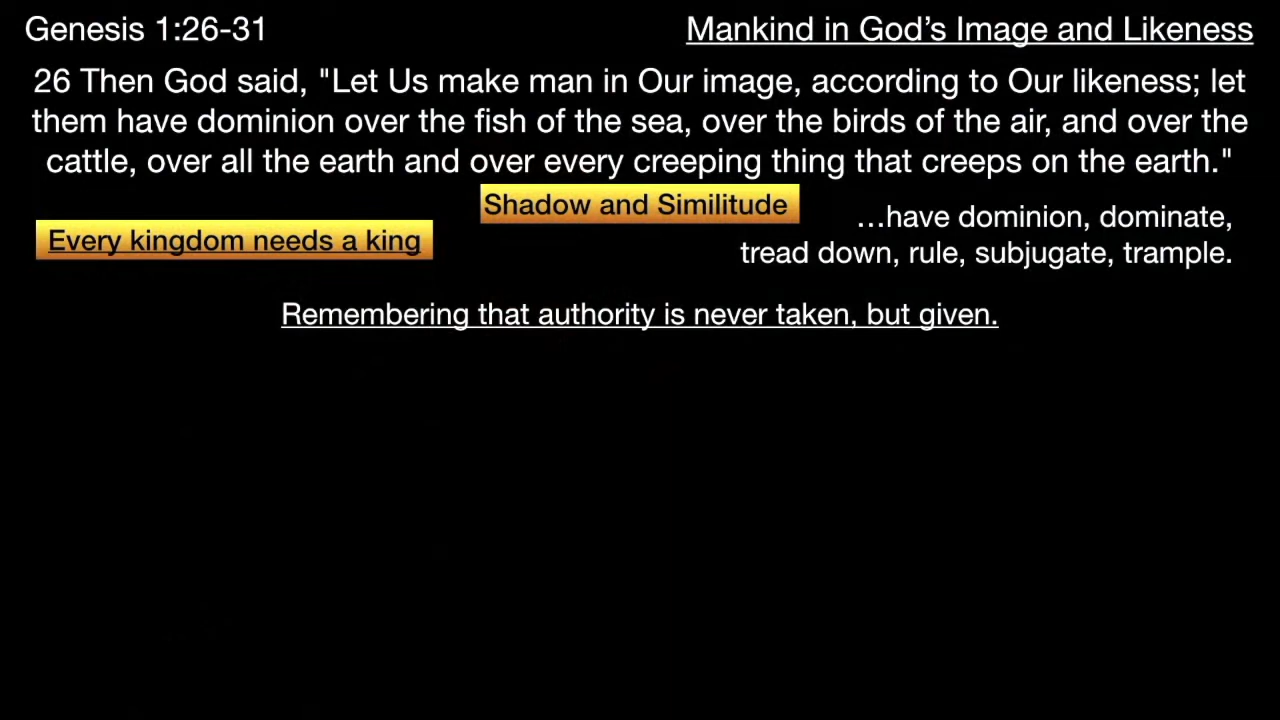 Genesis 1:26-31
Mankind in God’s Image and Likeness
26 Then God said, "Let Us make man in Our image, according to Our likeness; let
them have dominion over the fish of the sea, over the birds of the air, and over the
cattle, over all the earth and over every creeping thing that creeps on the earth."
Shadow and Similitude
Every kingdom needs a king
…have dominion, dominate,
tread down, rule, subjugate, trample.
Remembering that authority is never taken, but given.